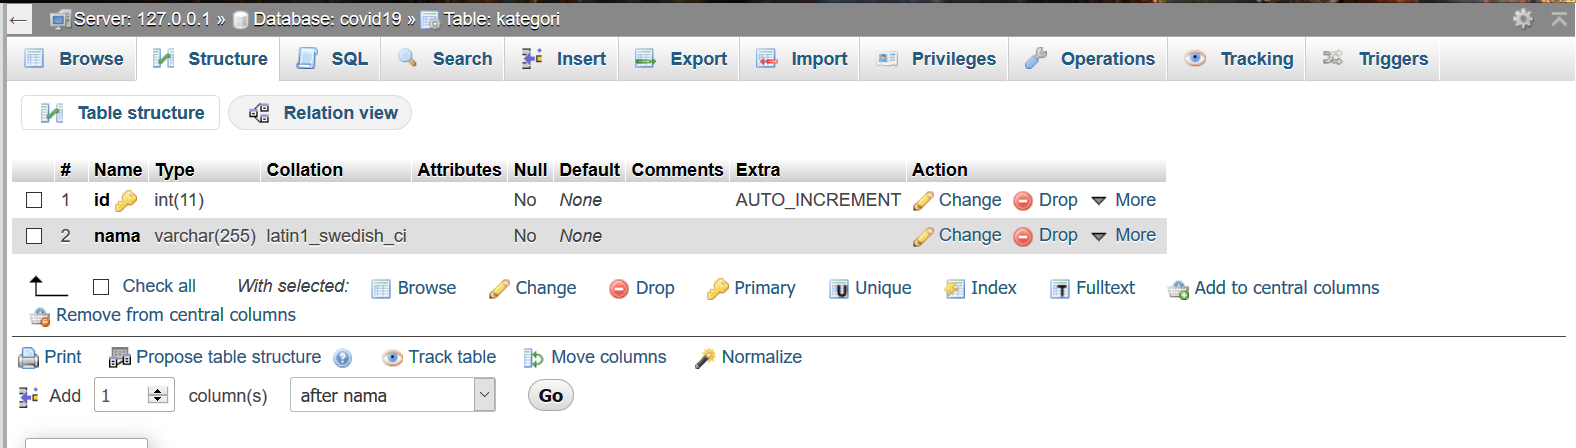 Server: 127.0.0.1 » Database: covid19 » Table: kategori
Browse Structure SQL Search Insert Export Import Privileges Operations Tracking Triggers
Table structure Relation view
# Name Type Collation Attributes Null Default Comments Extra Action
1 id int(11) No None AUTO_INCREMENT Change Drop More
2 nama varchar(255) latin1_swedish_ci No None Change Drop More
Check all With selected: Browse Change Drop Primary Unique Index Fulltext Add to central columns
Remove from central columns
Print Propose table structure Track table Move columns Normalize
Add 1 column(s) after nama Go